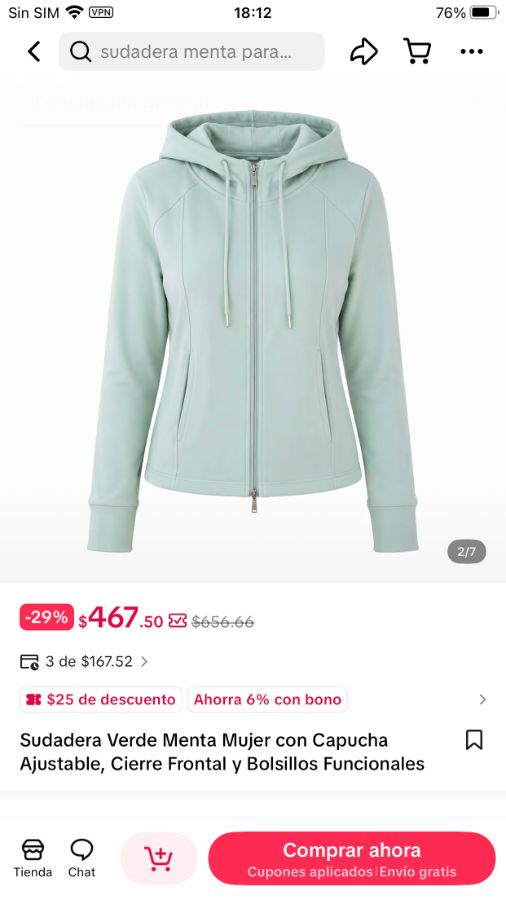 Sin SIM VPN 18:12 76%
sudadera menta para...
2/7
-29% $467.50 $656.66
3 de $167.52
$25 de descuento Ahorra 6% con bono
Sudadera Verde Menta Mujer con Capucha
Ajustable, Cierre Frontal y Bolsillos Funcionales
Comprar ahora
Tienda Chat Cupones aplicados | Envío gratis